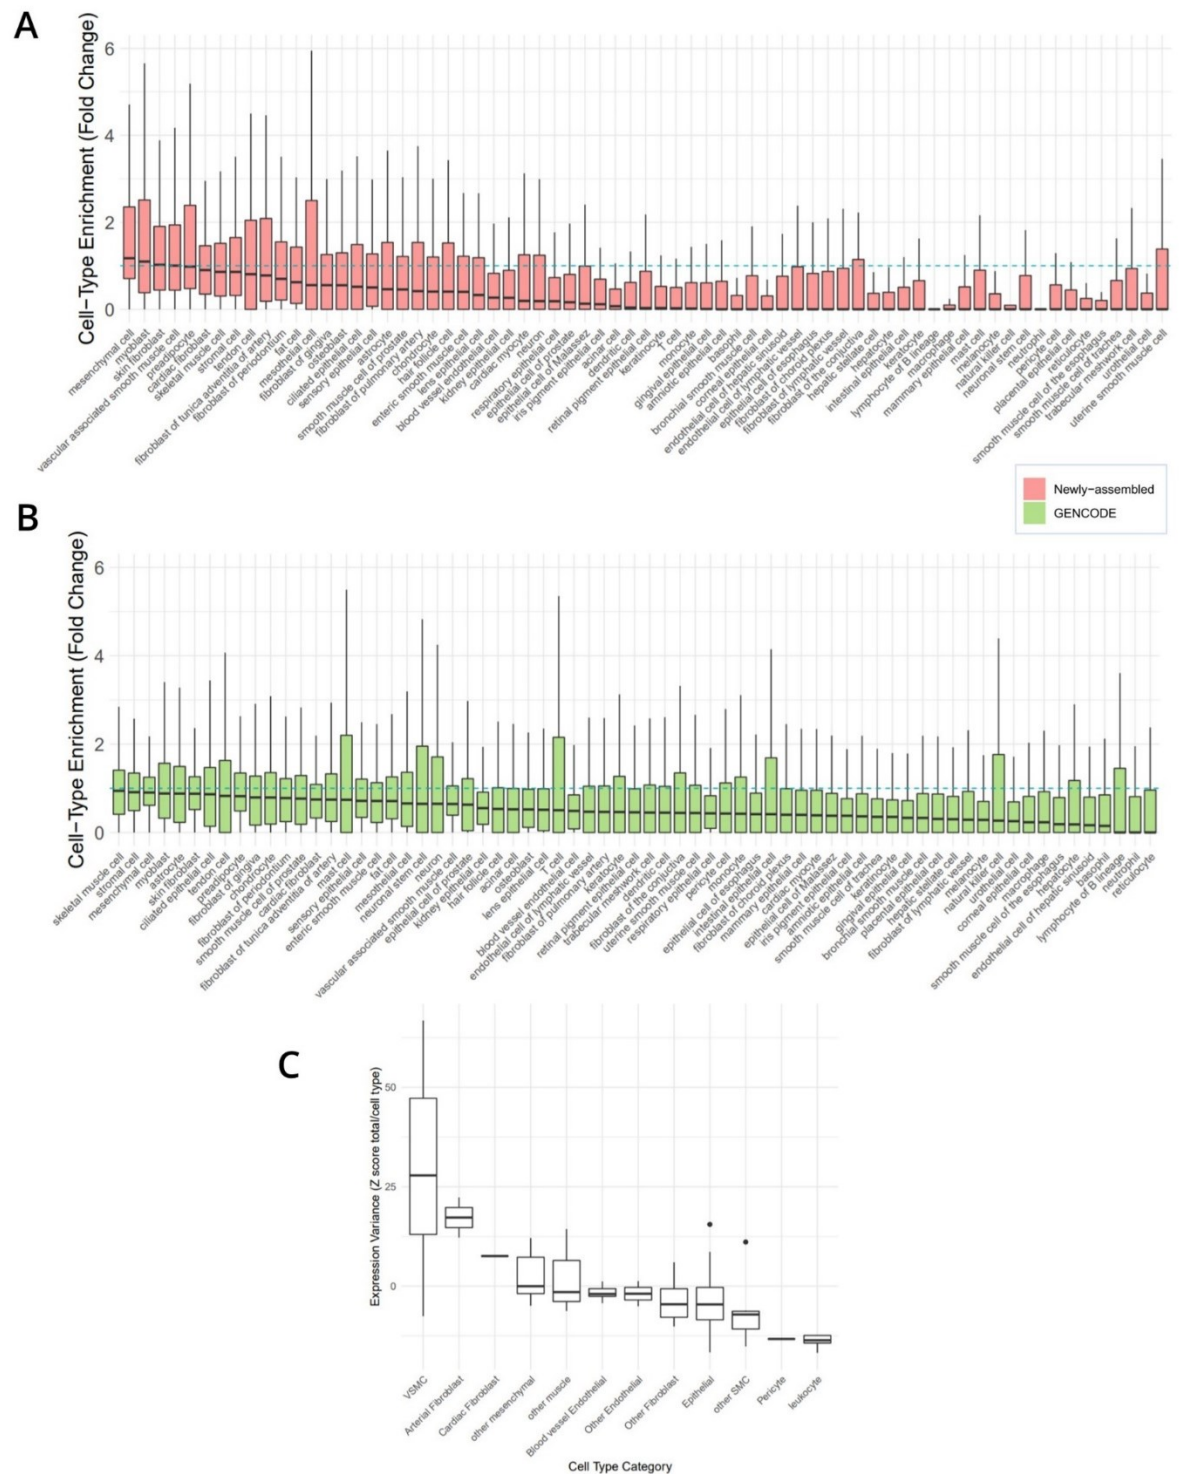 A
Cell−Type Enrichment (Fold Change)
6
4
2
0
mesenchymal cell
myoblast
skin fibroblast
vascular associated smooth muscle cell
preadipocyte
cardiac fibroblast
skeletal muscle cell
stromal cell
tendon cell
fibroblast of tunica adventitia of artery
fibroblast of periodontium
fat cell
mesothelial cell
fibroblast of gingiva
osteoblast
ciliated epithelial cell
sensory epithelial cell
astrocyte
smooth muscle cell of prostate
fibroblast of pulmonary artery
chondrocyte
hair follicle cell
enteric smooth muscle cell
blood vessel endothelial cell
lens epithelial cell
kidney epithelial cell
cardiac myocyte
neuron
respiratory epithelial cell
epithelial cell of prostate
epithelial cell of Malassez
iris pigment epithelial cell
acinar cell
dendritic cell
retinal pigment epithelial cell
keratinocyte
T cell
monocyte
gingival epithelial cell
amniotic epithelial cell
basophil
bronchial smooth muscle cell
corneal epithelial cell
endothelial cell of hepatic sinusoid
endothelial cell of lymphatic vessel
epithelial cell of esophagus
fibroblast of choroid plexus
fibroblast of lymphatic vessel
fibroblast of the conjuctiva
hepatic stellate cell
hepatocyte
intestinal epithelial cell
keratocyte
lymphocyte of B lineage
macrophage
mammary epithelial cell
mast cell
melanocyte
natural killer cell
neuronal stem cell
neutrophil
pericyte cell
placental epithelial cell
reticulocyte
smooth muscle cell of the esophagus
smooth muscle cell of trachea
trabecular meshwork cell
urothelial cell
uterine smooth muscle cell
Newly−assembled
GENCODE
B
Cell−Type Enrichment (Fold Change)
6
4
2
0
skeletal muscle cell
stromal cell
mesenchymal cell
myoblast
astrocyte
skin fibroblast
ciliated epithelial cell
tendon cell
preadipocyte
fibroblast of gingiva
chondrocyte
fibroblast of periodontium
smooth muscle cell of prostate
cardiac fibroblast
fibroblast of tunica adventitia of artery
mast cell
sensory epithelial cell
enteric smooth muscle cell
fat cell
mesothelial cell
neuronal stem cell
neuron
vascular associated smooth muscle cell
epithelial cell of prostate
kidney epithelial cell
hair follicle cell
acinar cell
osteoblast
lens epithelial cell
T cell
blood vessel endothelial cell
endothelial cell of lymphatic vessel
fibroblast of pulmonary artery
keratocyte
retinal pigment epithelial cell
trabecular meshwork cell
dendritic cell
fibroblast of the conjuctiva
uterine smooth muscle cell
respiratory epithelial cell
pericyte cell
monocyte
epithelial cell of esophagus
intestinal epithelial cell
fibroblast of choroid plexus
mammary epithelial cell
cardiac myocyte
epithelial cell of Malassez
iris pigment epithelial cell
amniotic epithelial cell
smooth muscle cell of trachea
keratinocyte
gingival epithelial cell
bronchial smooth muscle cell
placental epithelial cell
hepatic stellate cell
fibroblast of lymphatic vessel
melanocyte
natural killer cell
urothelial cell
corneal epithelial cell
macrophage
smooth muscle cell of the esophagus
hepatocyte
endothelial cell of hepatic sinusoid
basophil
lymphocyte of B lineage
neutrophil
reticulocyte
C
Expression Variance (Z score total/cell type)
50
25
0
VSMC
Arterial Fibroblast
Cardiac Fibroblast
other mesenchymal
other muscle
Blood vessel Endothelial
Other Endothelial
Other Fibroblast
Epithelial
other SMC
Pericyte
leukocyte
Cell Type Category